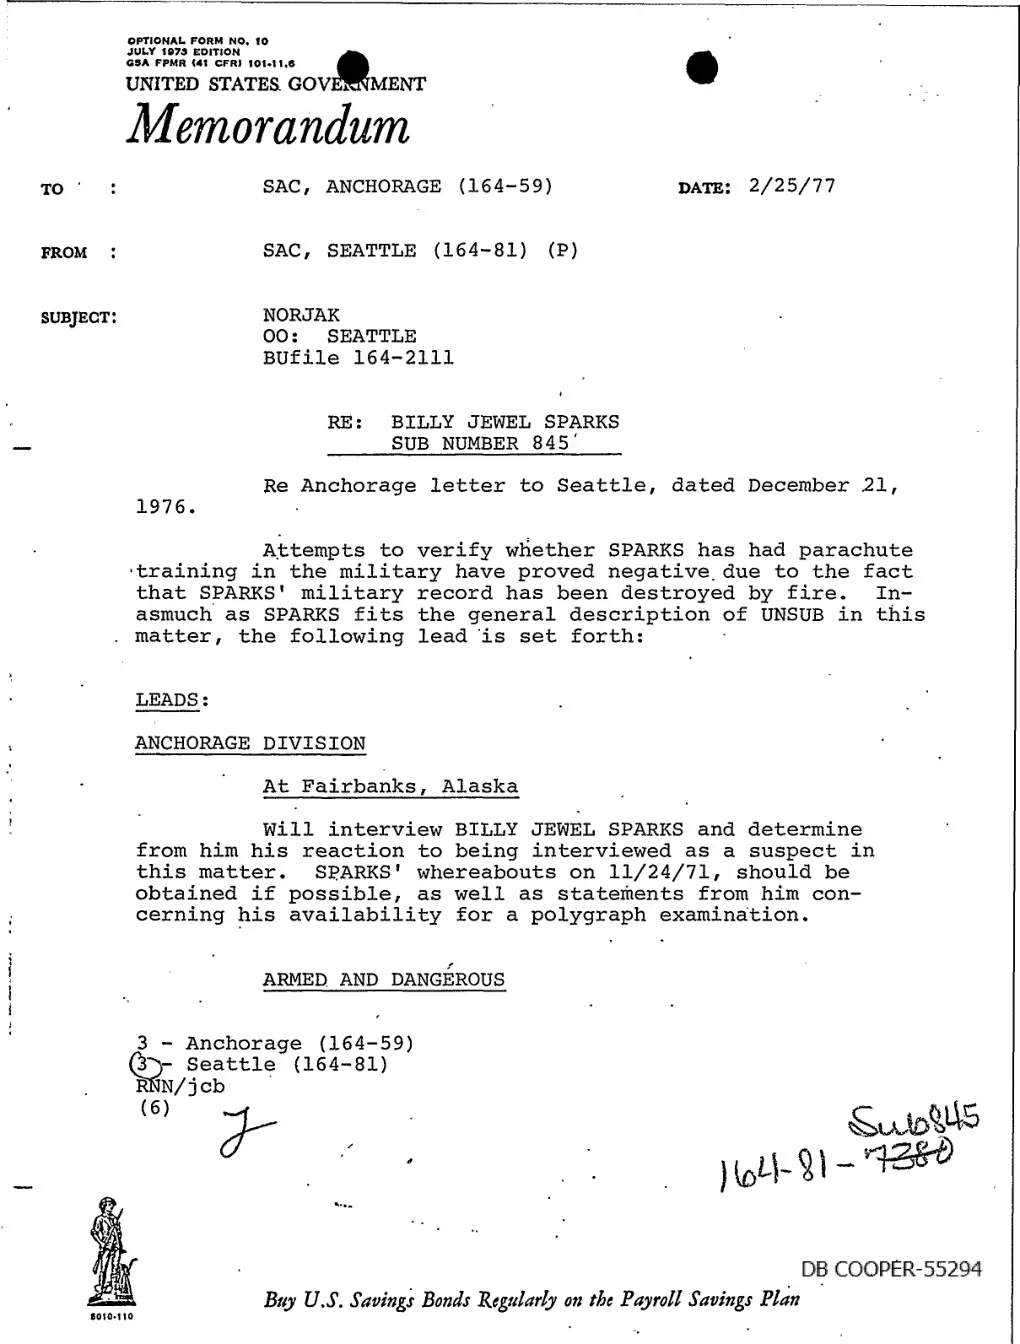 OPTIONAL FORM NO. 10
JULY 1973 EDITION
GSA FPMR (41 CFR) 101-11.6
UNITED STATES GOVERNMENT
Memorandum
TO : SAC, ANCHORAGE (164-59) DATE: 2/25/77
FROM : SAC, SEATTLE (164-81) (P)
SUBJECT: NORJAK
OO: SEATTLE
BUfile 164-2111
RE: BILLY JEWEL SPARKS
SUB NUMBER 845
Re Anchorage letter to Seattle, dated December 21,
1976.
Attempts to verify whether SPARKS has had parachute
training in the military have proved negative due to the fact
that SPARKS' military record has been destroyed by fire. In-
asmuch as SPARKS fits the general description of UNSUB in this
matter, the following lead is set forth:
LEADS:
ANCHORAGE DIVISION
At Fairbanks, Alaska
Will interview BILLY JEWEL SPARKS and determine
from him his reaction to being interviewed as a suspect in
this matter. SPARKS' whereabouts on 11/24/71, should be
obtained if possible, as well as statements from him con-
cerning his availability for a polygraph examination.
ARMED AND DANGEROUS
3 - Anchorage (164-59)
3 - Seattle (164-81)
RNN/jcb
(6)
Sub 845
164-81-7380
DB COOPER-55294
Buy U.S. Savings Bonds Regularly on the Payroll Savings Plan
5010-110